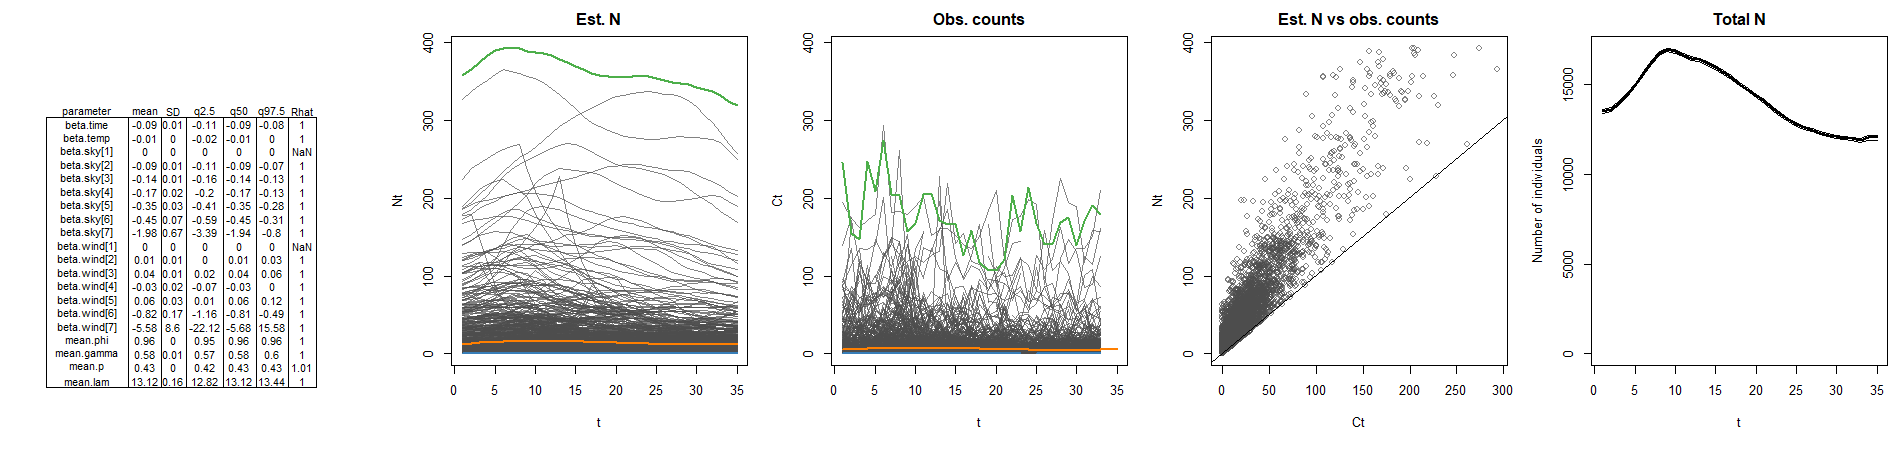 parameter mean SD q2.5 q50 q97.5 Rhat
beta.time -0.09 0.01 -0.11 -0.09 -0.08 1
beta.temp -0.01 0 -0.02 -0.01 0 1
beta.sky[1] 0 0 0 0 0 NaN
beta.sky[2] -0.09 0.01 -0.11 -0.09 -0.07 1
beta.sky[3] -0.14 0.01 -0.16 -0.14 -0.13 1
beta.sky[4] -0.17 0.02 -0.2 -0.17 -0.13 1
beta.sky[5] -0.35 0.03 -0.41 -0.35 -0.28 1
beta.sky[6] -0.45 0.07 -0.59 -0.45 -0.31 1
beta.sky[7] -1.98 0.67 -3.39 -1.94 -0.8 1
beta.wind[1] 0 0 0 0 0 NaN
beta.wind[2] 0.01 0.01 0 0.01 0.03 1
beta.wind[3] 0.04 0.01 0.02 0.04 0.06 1
beta.wind[4] -0.03 0.02 -0.07 -0.03 0 1
beta.wind[5] 0.06 0.03 0.01 0.06 0.12 1
beta.wind[6] -0.82 0.17 -1.16 -0.81 -0.49 1
beta.wind[7] -5.58 8.6 -22.12 -5.68 15.58 1
mean.phi 0.96 0 0.95 0.96 0.96 1
mean.gamma 0.58 0.01 0.57 0.58 0.6 1
mean.p 0.43 0 0.42 0.43 0.43 1.01
mean.lam 13.12 0.16 12.82 13.12 13.44 1
Est. N
Nt
400
300
200
100
0
0 5 10 15 20 25 30 35
t
Obs. counts
Ct
400
300
200
100
0
0 5 10 15 20 25 30 35
t
Est. N vs obs. counts
Nt
400
300
200
100
0
0 50 100 150 200 250 300
Ct
Total N
Number of individuals
15000
10000
5000
0
0 5 10 15 20 25 30 35
t